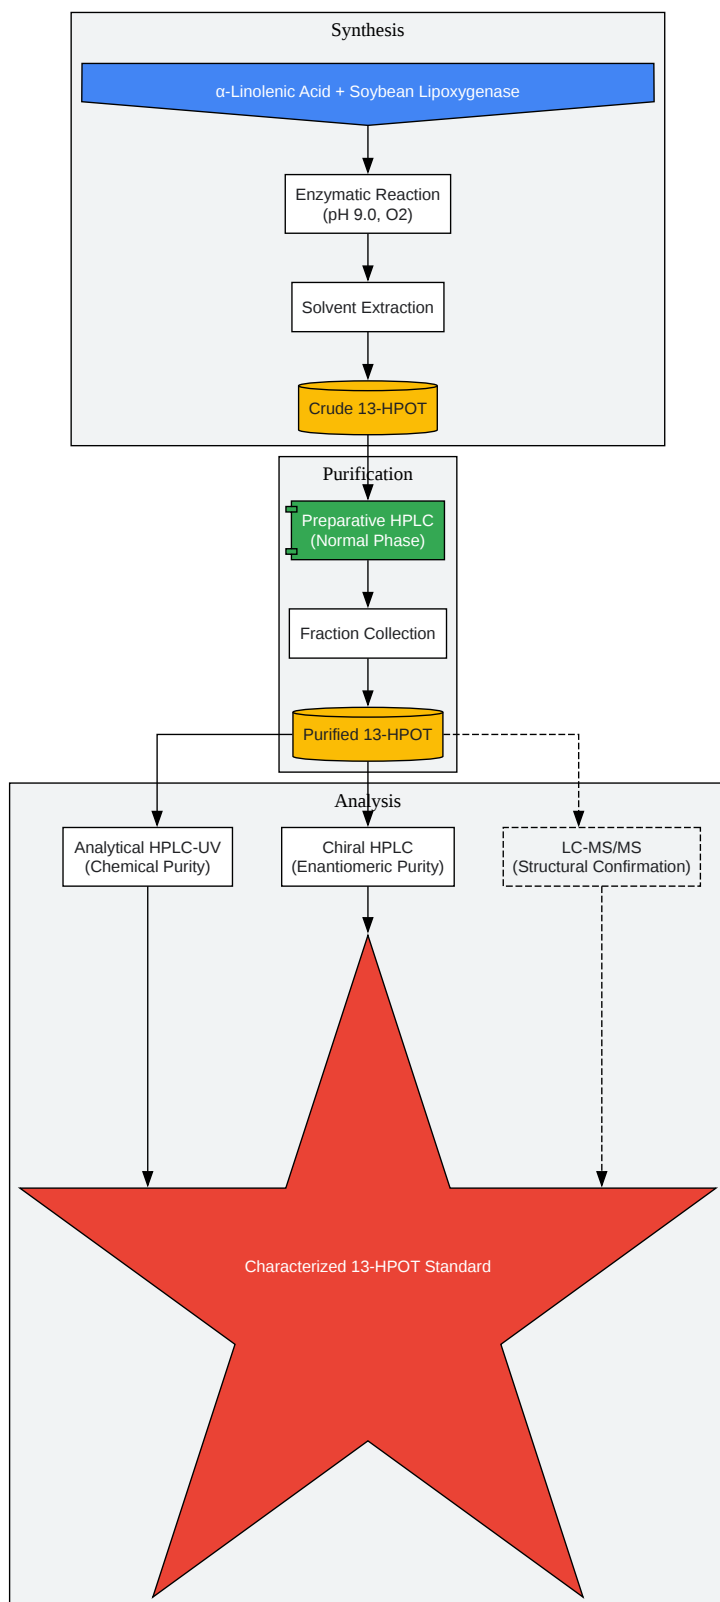 Synthesis
α-Linolenic Acid + Soybean Lipoxygenase
Enzymatic Reaction
(pH 9.0, O2)
Solvent Extraction
Crude 13-HPOT
Purification
Preparative HPLC
(Normal Phase)
Fraction Collection
Purified 13-HPOT
Analysis
Analytical HPLC-UV
(Chemical Purity)
Chiral HPLC
(Enantiomeric Purity)
LC-MS/MS
(Structural Confirmation)
Characterized 13-HPOT Standard